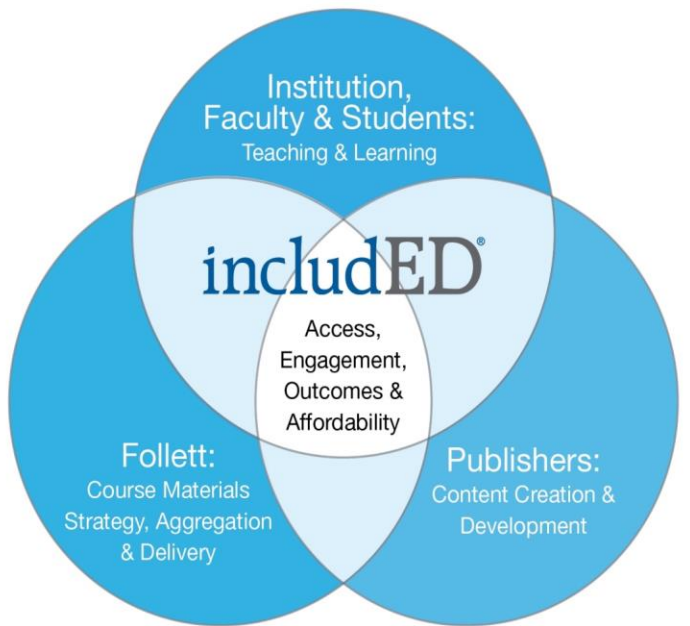 Institution,
Faculty & Students:
Teaching & Learning
includED®
Access,
Engagement,
Outcomes &
Affordability
Follett:
Course Materials
Strategy, Aggregation
& Delivery
Publishers:
Content Creation &
Development